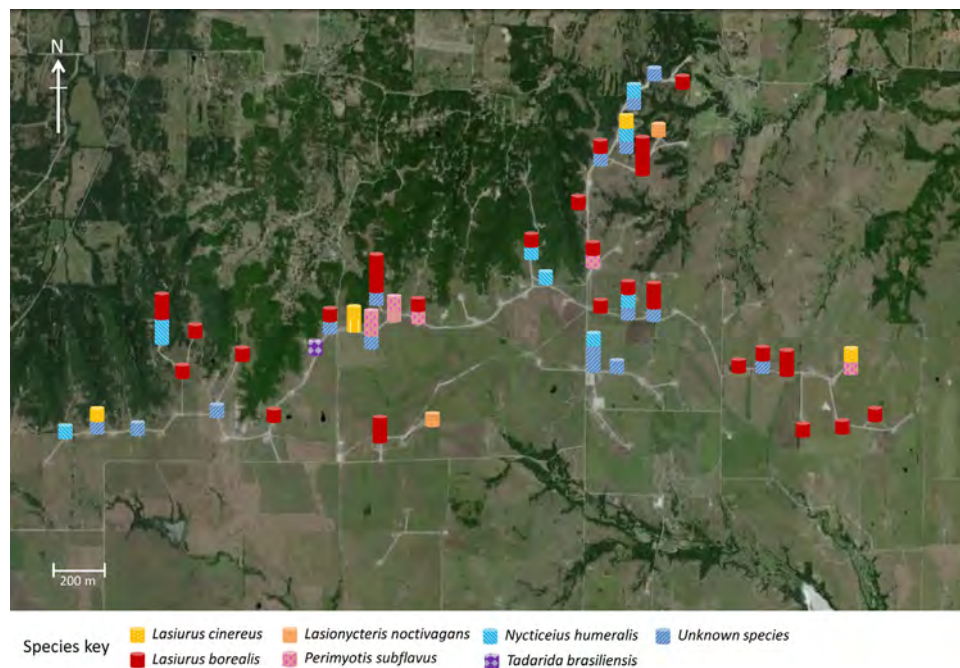 N
200 m
Species key
Lasiurus cinereus
Lasionycteris noctivagans
Nycticeius humeralis
Unknown species
Lasiurus borealis
Perimyotis subflavus
Tadarida brasiliensis